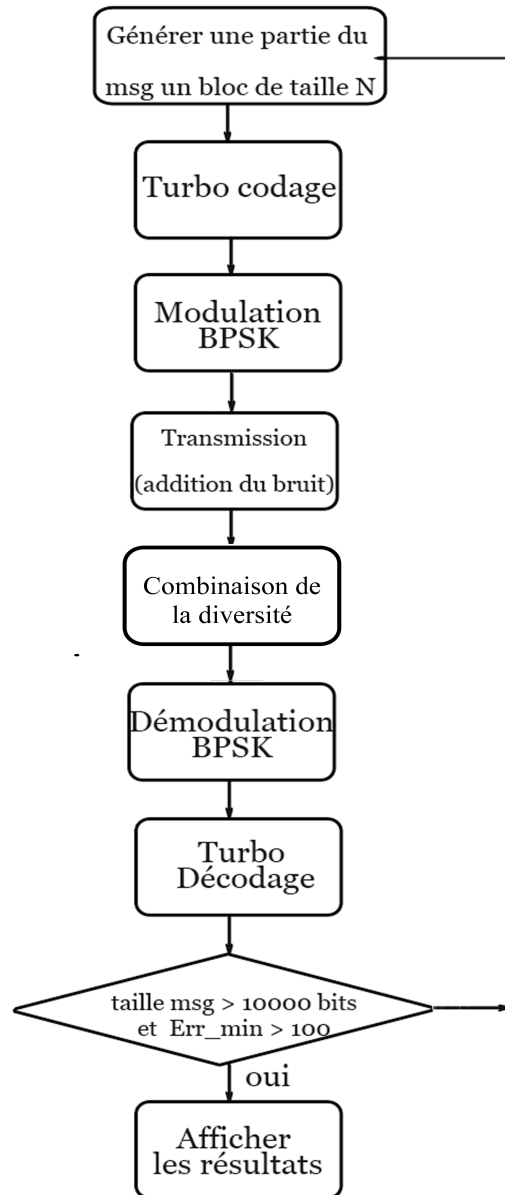 Générer une partie du
msg un bloc de taille N
Turbo codage
Modulation
BPSK
Transmission
(addition du bruit)
Combinaison de
la diversité
Démodulation
BPSK
Turbo
Décodage
taille msg > 10000 bits
et Err_min > 100
oui
Afficher
les résultats